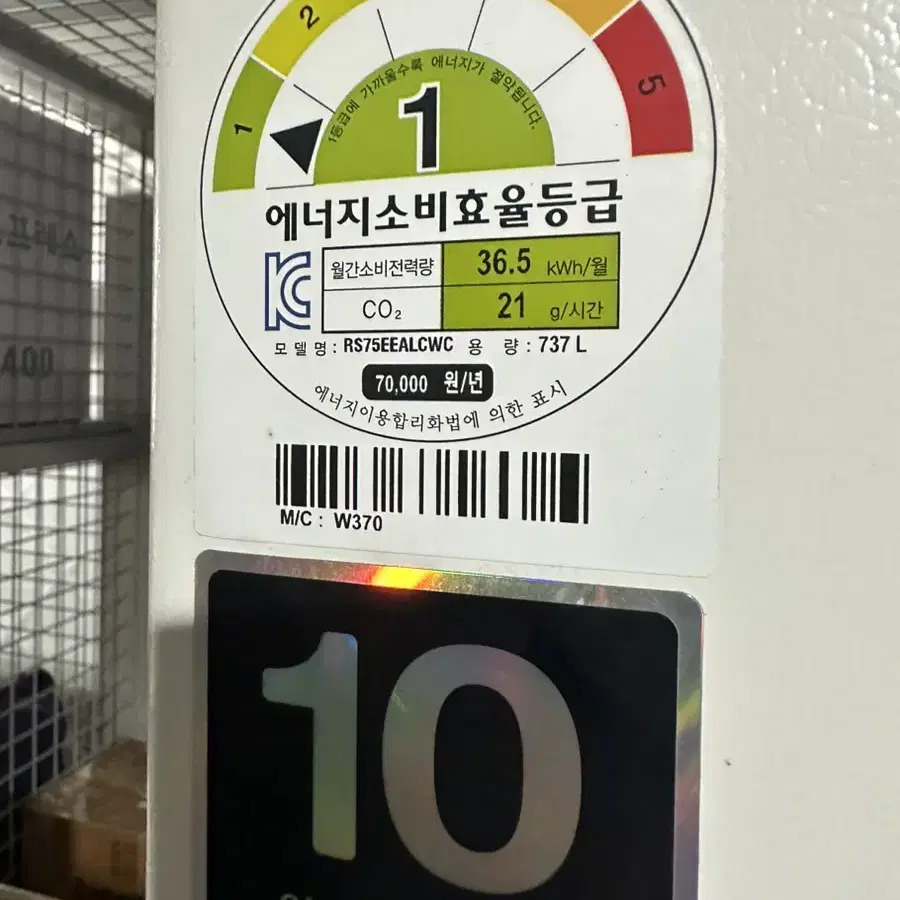 2
1
5
1등급에 가까울수록 에너지가 절약됩니다.
1
에너지소비효율등급
월간소비전력량 36.5 kWh/월
CO₂ 21 g/시간
모델명 : RS75EEALCWC 용 량 : 737 L
70,000 원/년
에너지이용합리화법에 의한 표시
M/C : W370
10
400